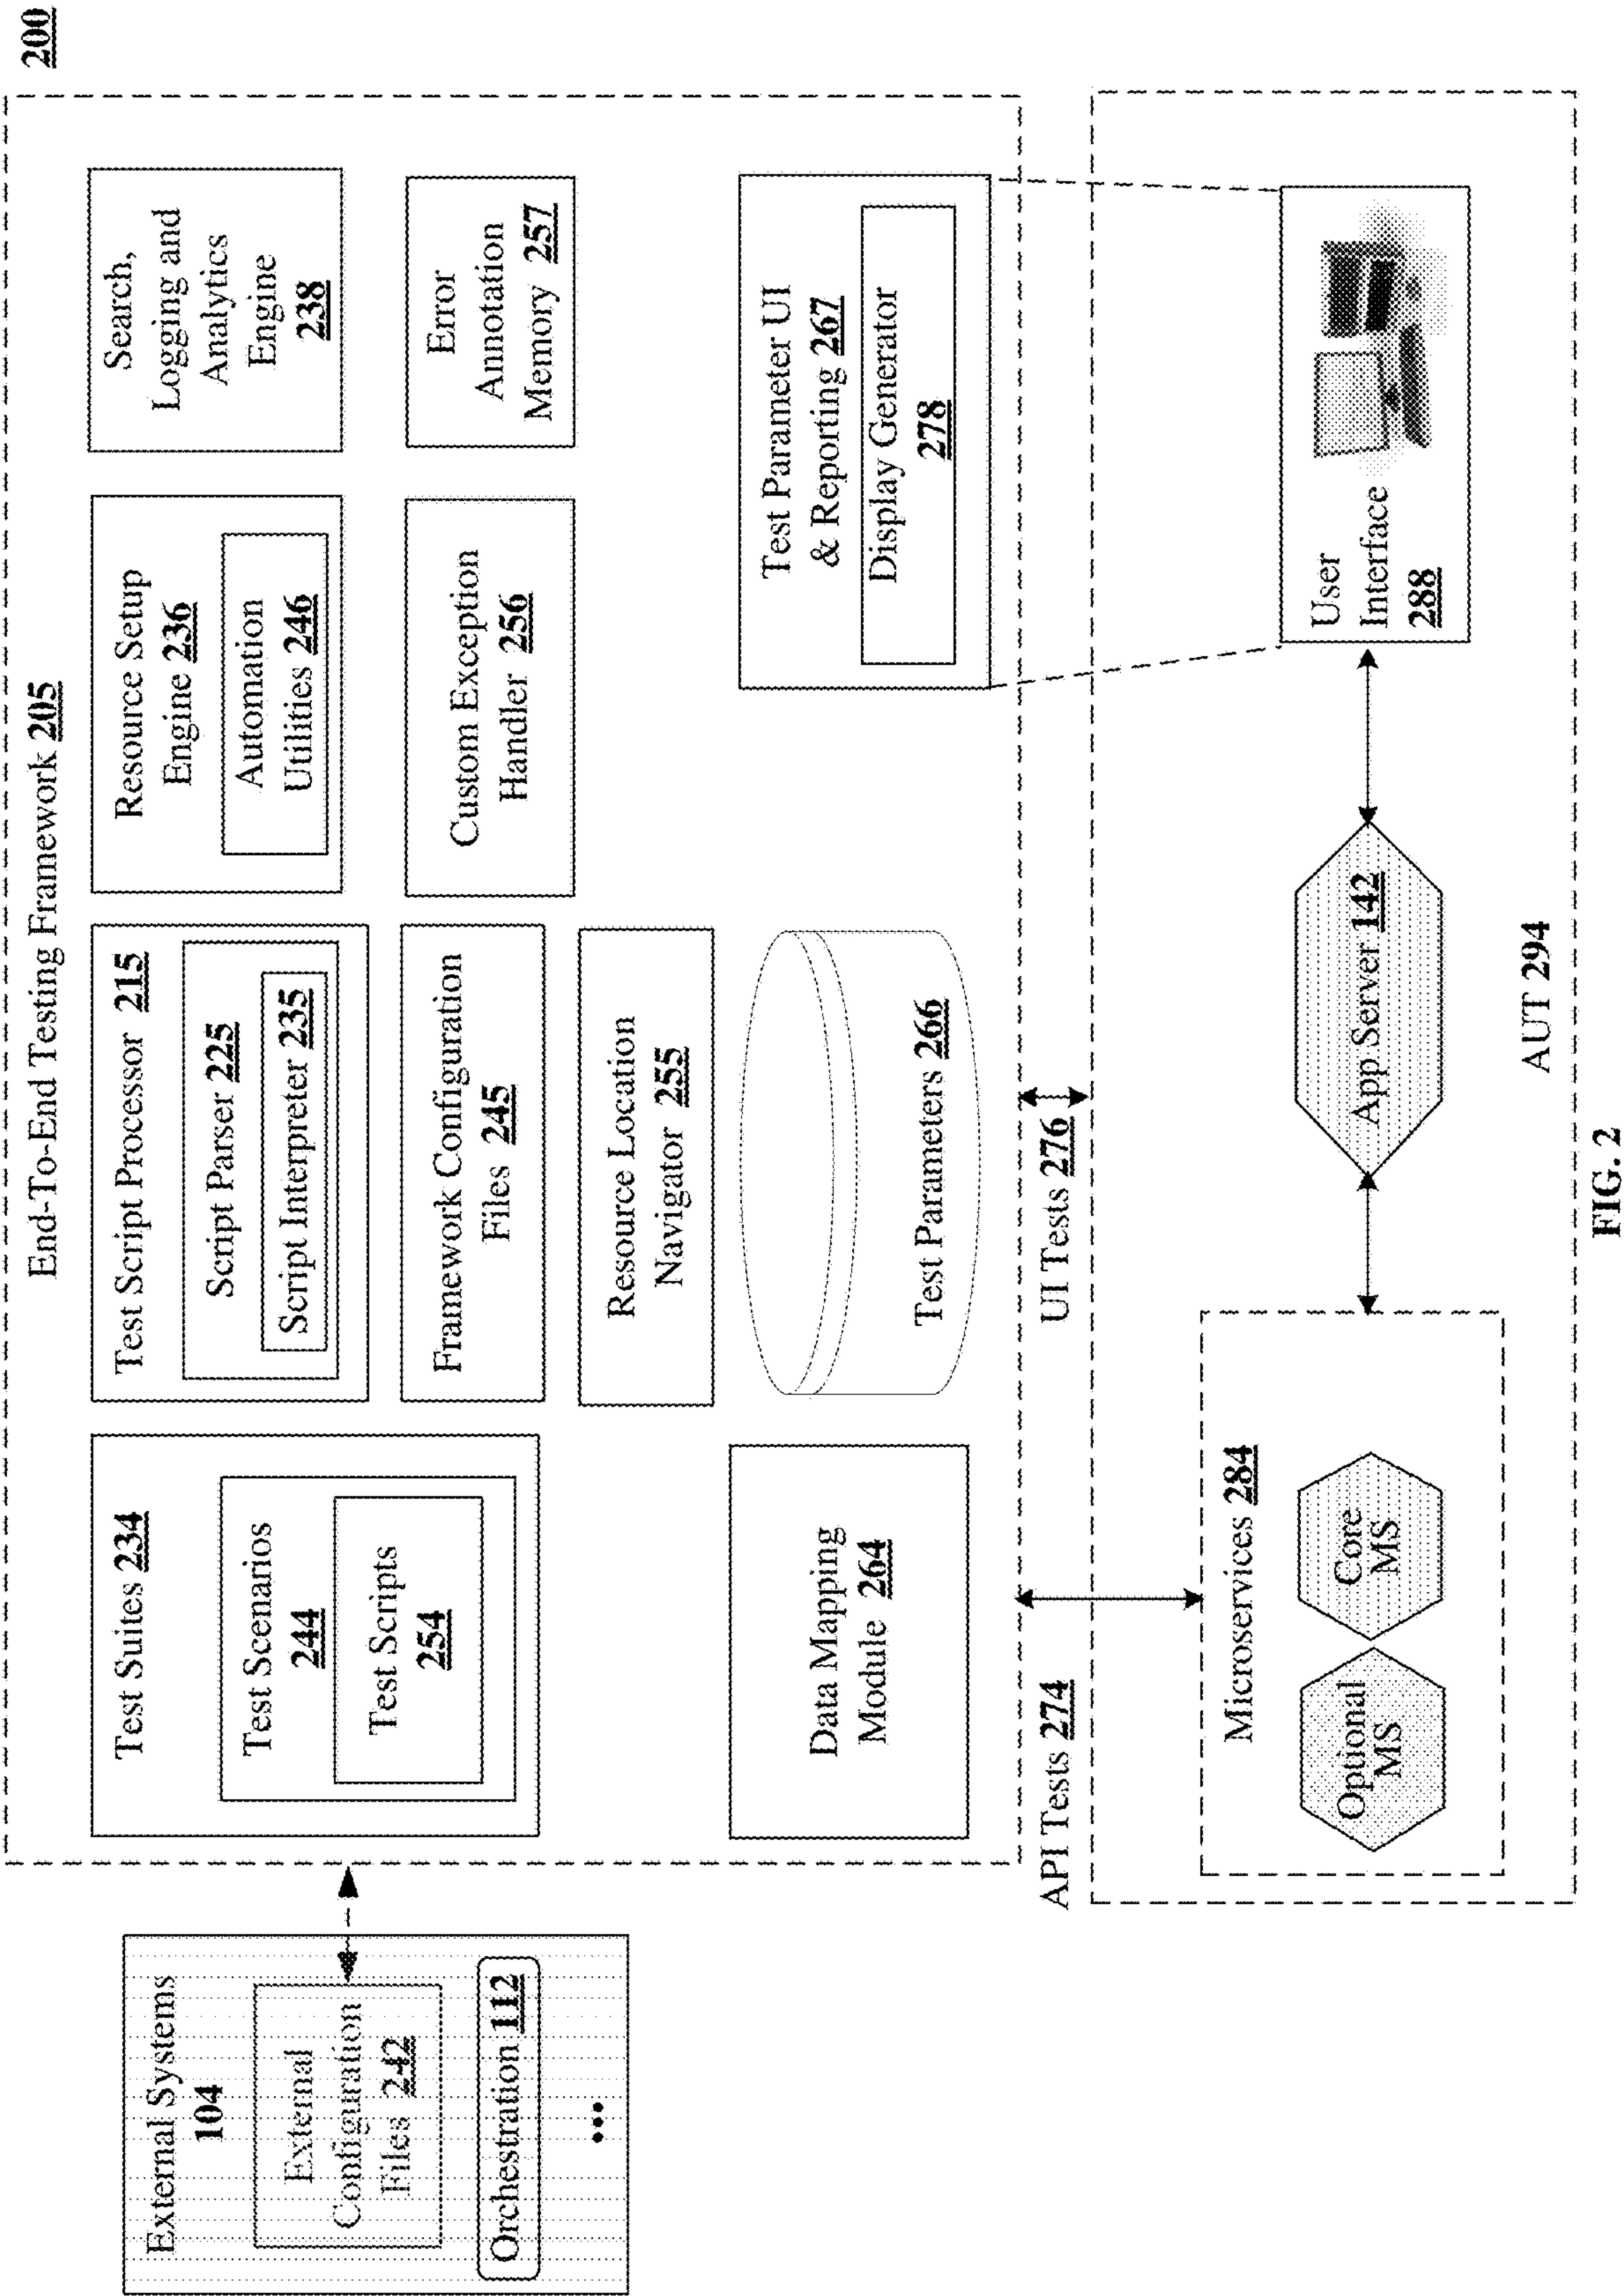 200
End-To-End Testing Framework 205
External Systems
104
External
Configuration
Files 242
Orchestration 112
...
Test Suites 234
Test Scenarios
244
Test Scripts
254
Test Script Processor 215
Script Parser 225
Script Interpreter 235
Resource Setup
Engine 236
Automation
Utilities 246
Search,
Logging and
Analytics
Engine
238
Framework Configuration
Files 245
Custom Exception
Handler 256
Error
Annotation
Memory 257
Resource Location
Navigator 255
Data Mapping
Module 264
Test Parameters 266
Test Parameter UI
& Reporting 267
Display Generator
278
API Tests 274
UI Tests 276
Microservices 284
Optional
MS
Core
MS
App Server 142
User
Interface
288
AUT 294
FIG. 2